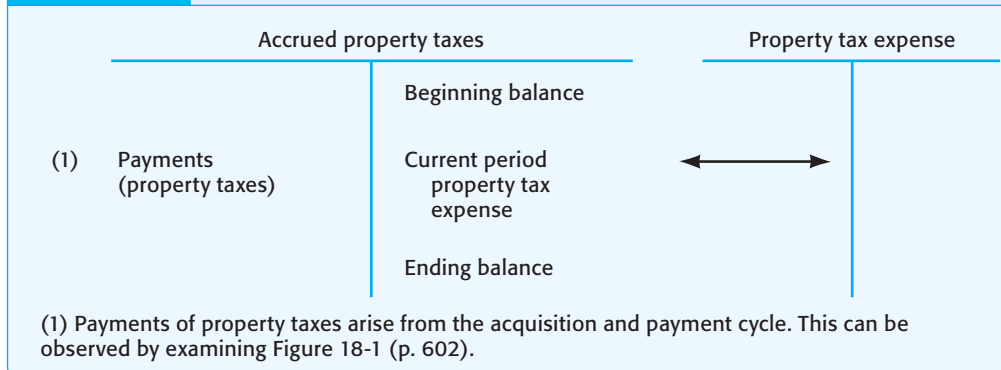 Accrued property taxes Property tax expense
Beginning balance
(1) Payments Current period
(property taxes) property tax
expense
Ending balance
(1) Payments of property taxes arise from the acquisition and payment cycle. This can be
observed by examining Figure 18-1 (p. 602).